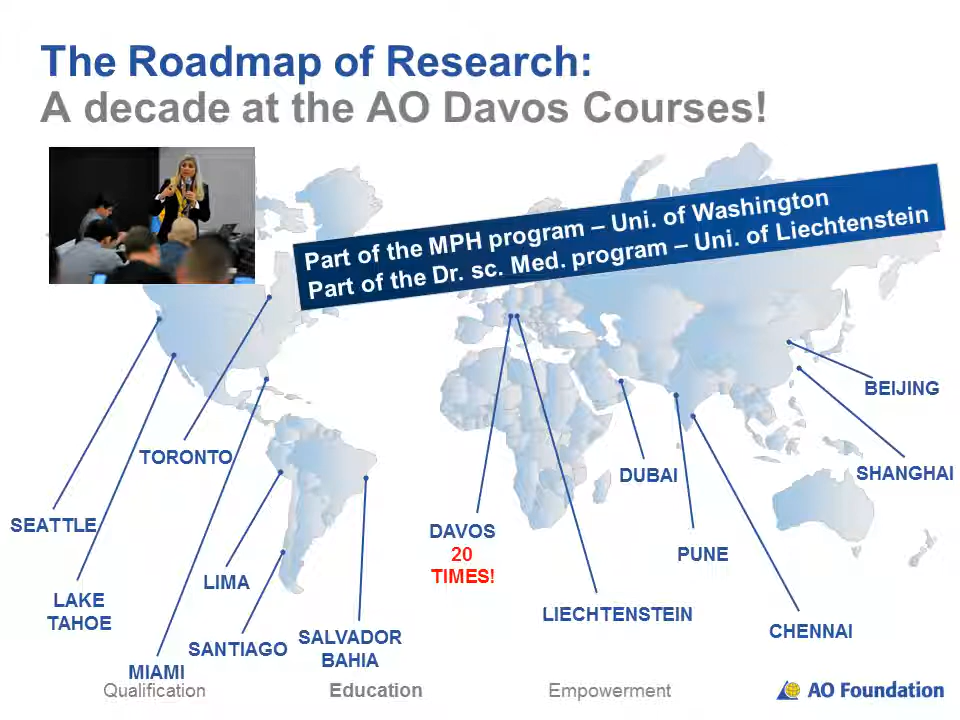 The Roadmap of Research:
A decade at the AO Davos Courses!
Part of the MPH program – Uni. of Washington
Part of the Dr. sc. Med. program – Uni. of Liechtenstein
BEIJING
TORONTO
DUBAI
SHANGHAI
SEATTLE
DAVOS
20
TIMES!
PUNE
LIMA
LAKE
TAHOE
LIECHTENSTEIN
CHENNAI
SANTIAGO
SALVADOR
BAHIA
MIAMI
Qualification
Education
Empowerment
AO Foundation